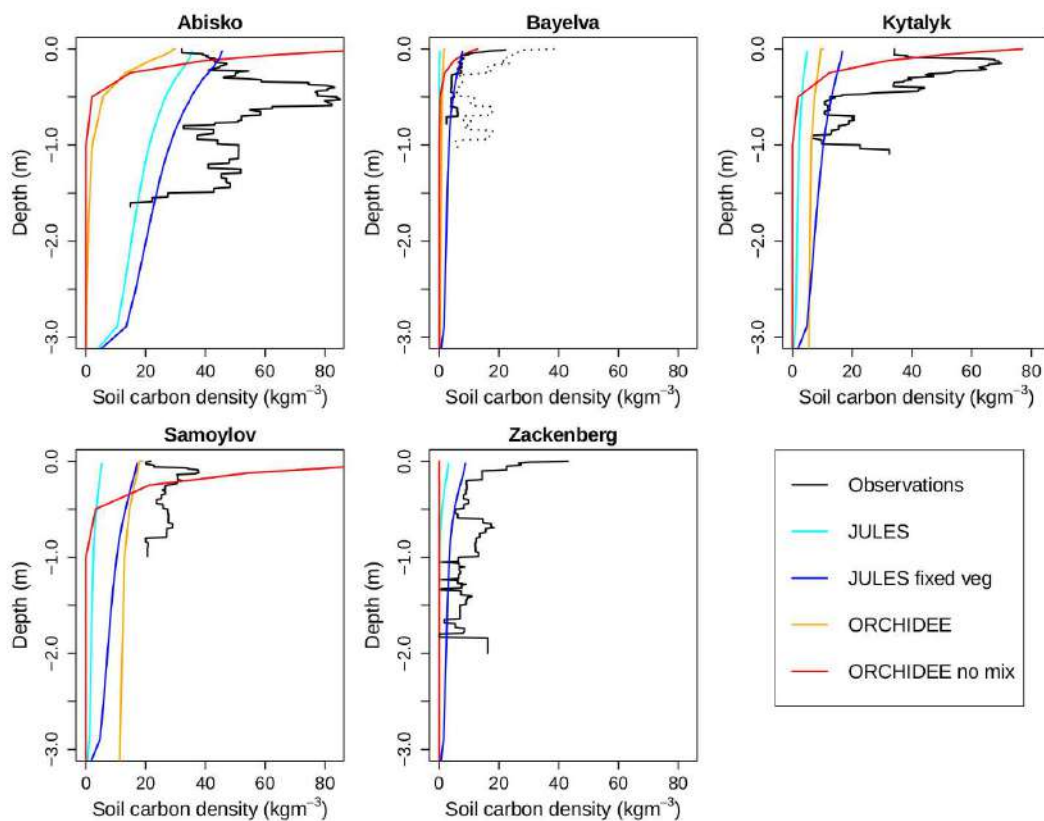 Abisko
0.0
−1.0
−2.0
−3.0
Depth (m)
0 20 40 60 80
Soil carbon density (kgm⁻³)
Bayelva
0.0
−1.0
−2.0
−3.0
Depth (m)
0 20 40 60 80
Soil carbon density (kgm⁻³)
Kytalyk
0.0
−1.0
−2.0
−3.0
Depth (m)
0 20 40 60 80
Soil carbon density (kgm⁻³)
Samoylov
0.0
−1.0
−2.0
−3.0
Depth (m)
0 20 40 60 80
Soil carbon density (kgm⁻³)
Zackenberg
0.0
−1.0
−2.0
−3.0
Depth (m)
0 20 40 60 80
Soil carbon density (kgm⁻³)
Observations
JULES
JULES fixed veg
ORCHIDEE
ORCHIDEE no mix